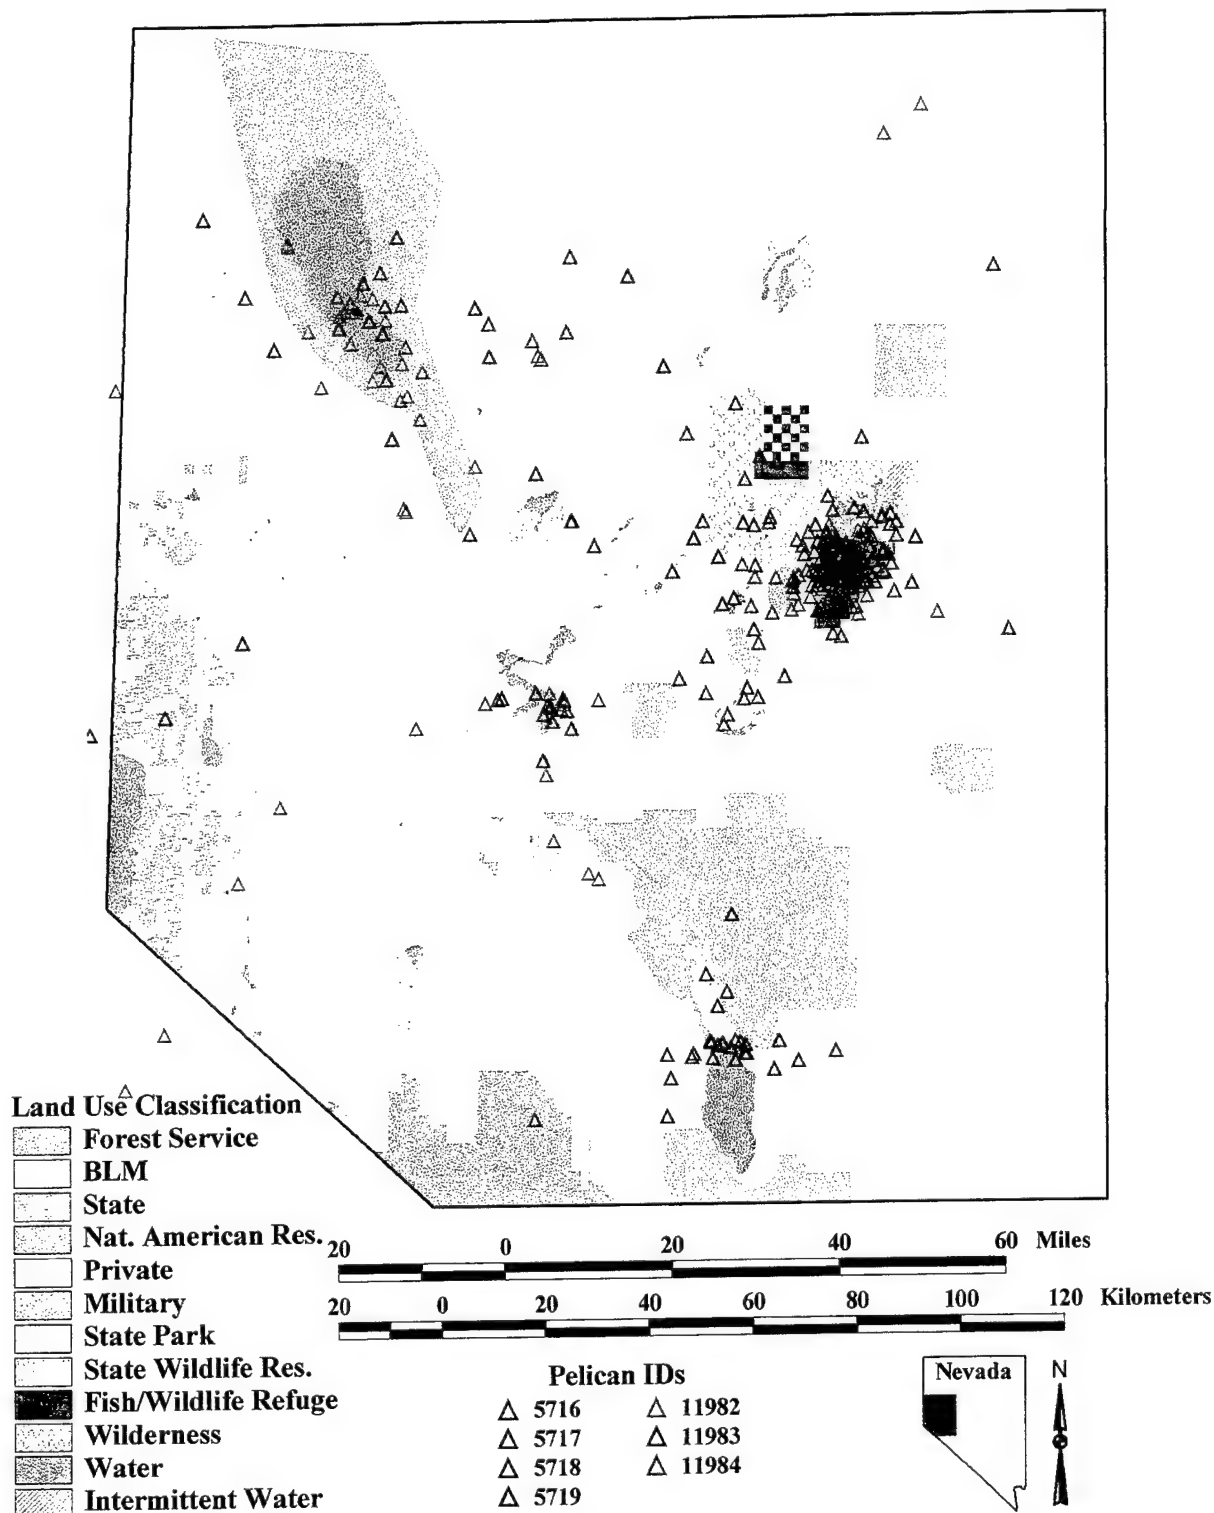 Land Use Classification
Forest Service
BLM
State
Nat. American Res.
Private
Military
State Park
State Wildlife Res.
Fish/Wildlife Refuge
Wilderness
Water
Intermittent Water
20 0 20 40 60 Miles
20 0 20 40 60 80 100 120 Kilometers
Pelican IDs
5716 11982
5717 11983
5718 11984
5719
Nevada
N